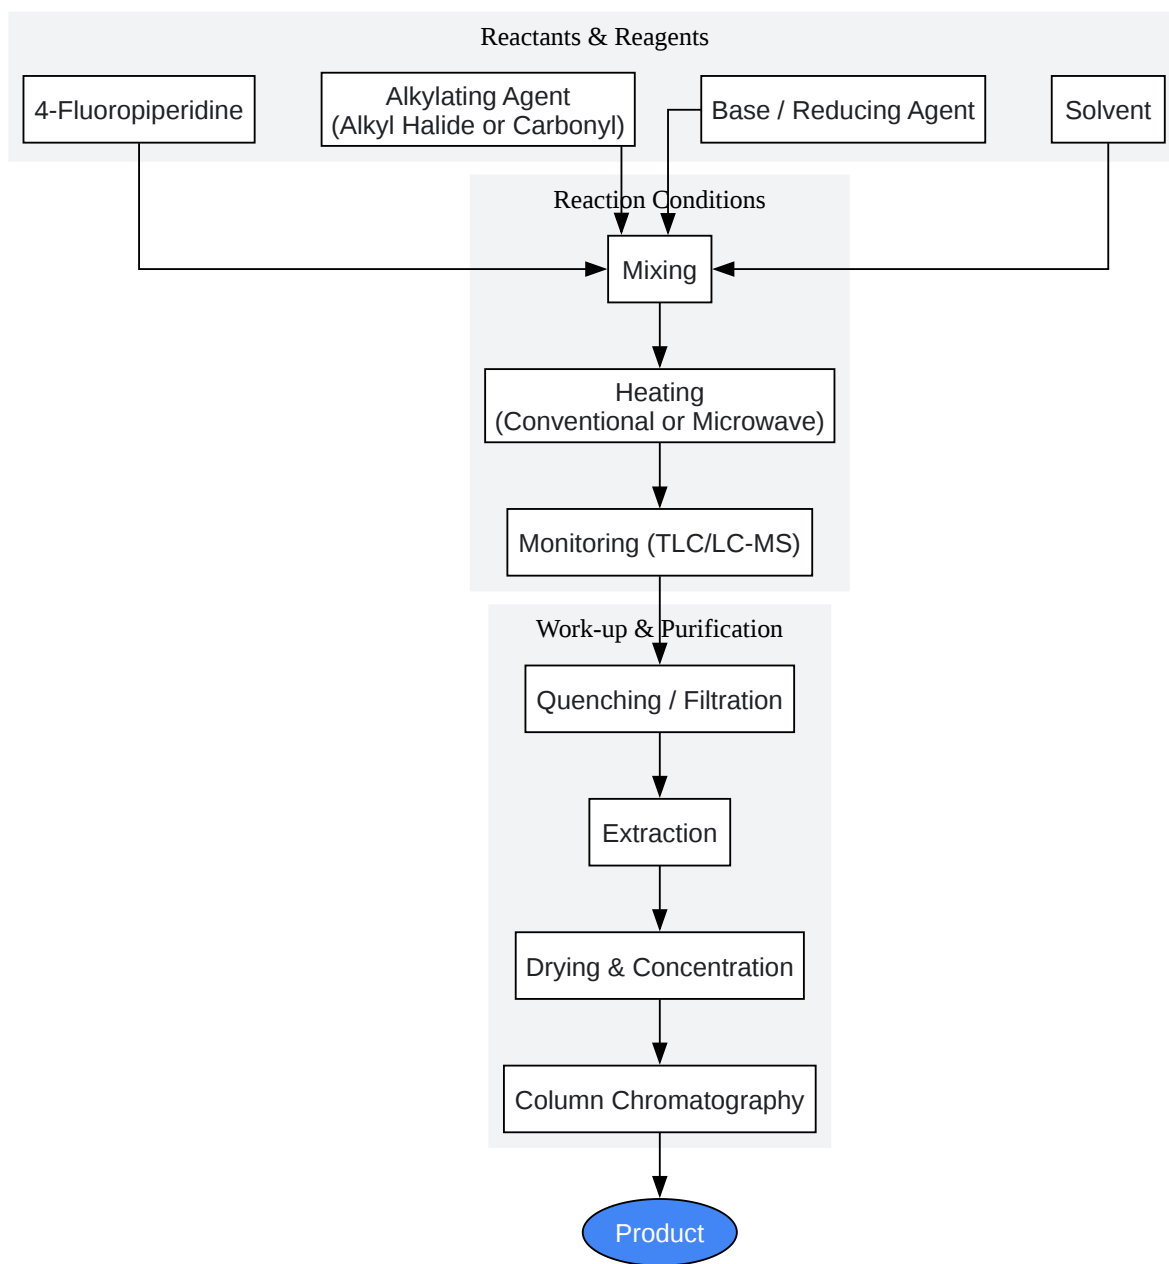 Reactants & Reagents
4-Fluoropiperidine
Alkylating Agent
(Alkyl Halide or Carbonyl)
Base / Reducing Agent
Solvent
Reaction Conditions
Mixing
Heating
(Conventional or Microwave)
Monitoring (TLC/LC-MS)
Work-up & Purification
Quenching / Filtration
Extraction
Drying & Concentration
Column Chromatography
Product